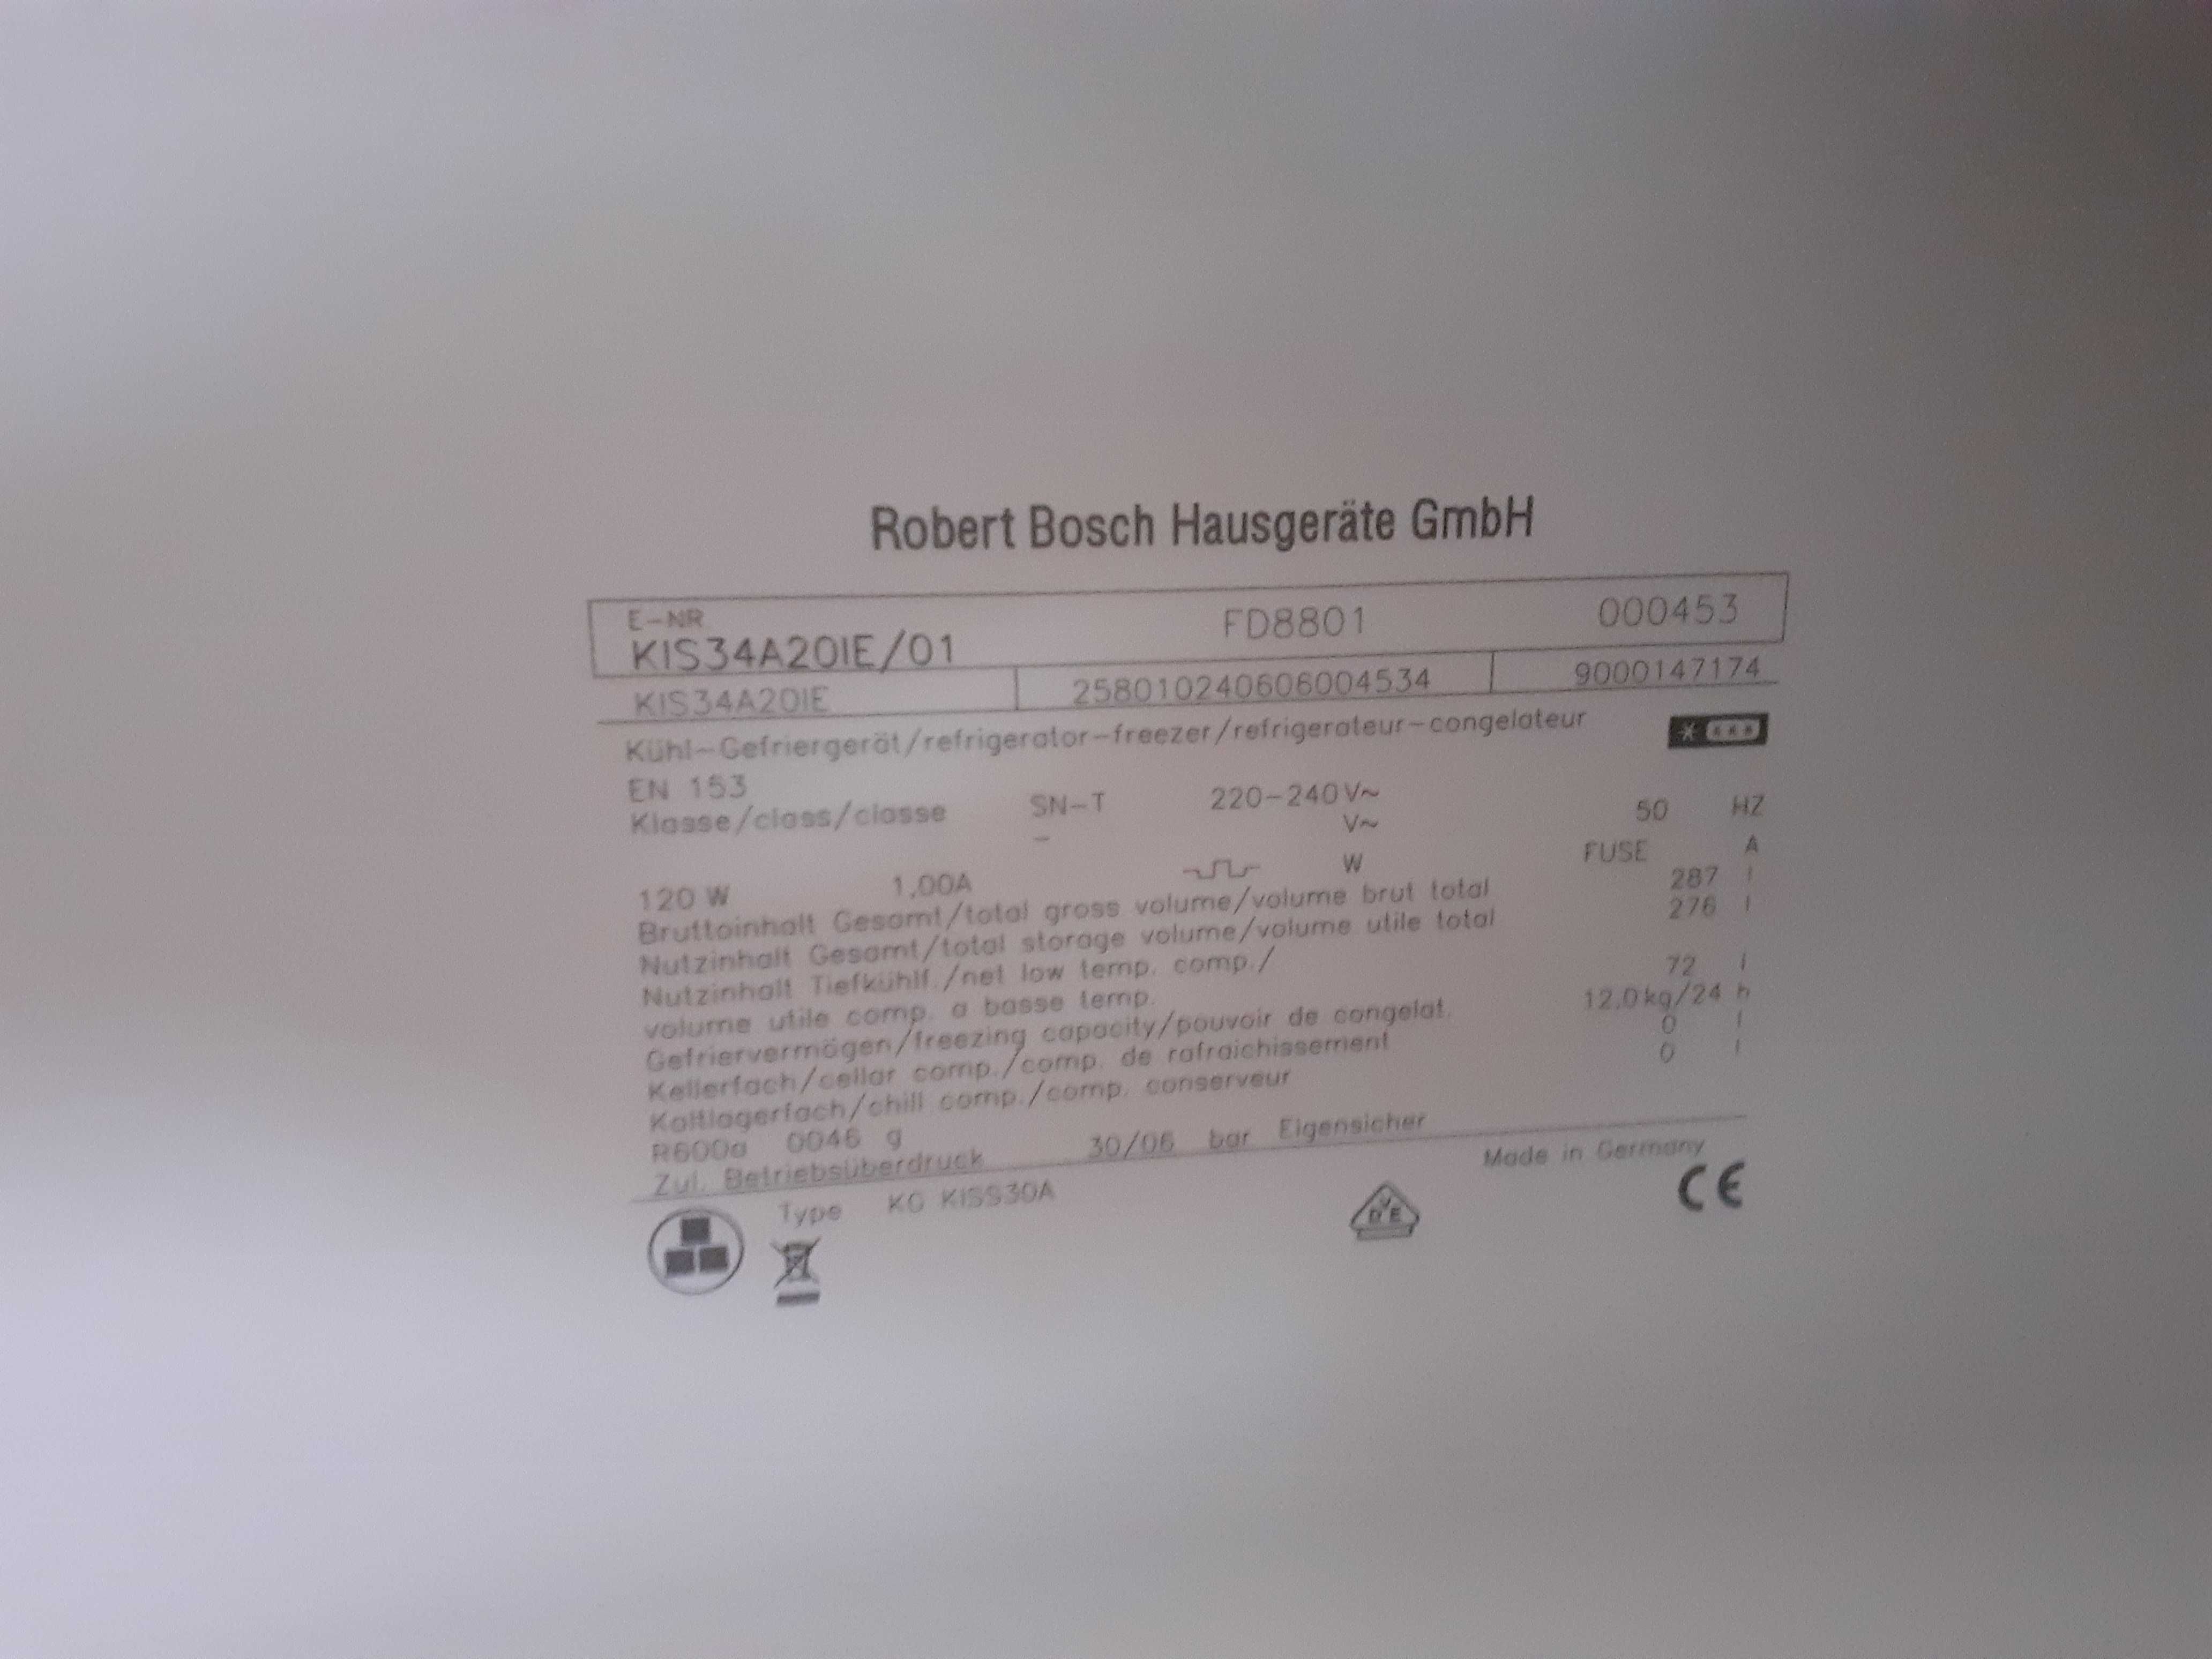 Robert Bosch Hausgeräte GmbH
E-NR
KIS34A20IE/01 FD8801 000453
KIS34A20IE 258010240606004534 9000147174
Kühl-Gefriergerät/refrigerator-freezer/refrigerateur-congelateur
EN 153
Klasse/class/classe SN-T 220-240V~ 50 HZ
- V~
FUSE A
120 W 1,00A W
Bruttoinhalt Gesamt/total gross volume/volume brut total 287 l
Nutzinhalt Gesamt/total storage volume/volume utile total 276 l
Nutzinhalt Tiefkühlf./net low temp. comp./
volume utile comp. a basse temp. 72 l
Gefriervermögen/freezing capacity/pouvoir de congelat. 12,0kg/24 h
Kellerfach/cellar comp./comp. de rafraichissement 0 l
Kaltlagerfach/chill comp./comp. conserveur 0 l
R600a 0046 g
Zul. Betriebsüberdruck 30/06 bar Eigensicher
Made in Germany
Type KG KISS30A
VDE
CE